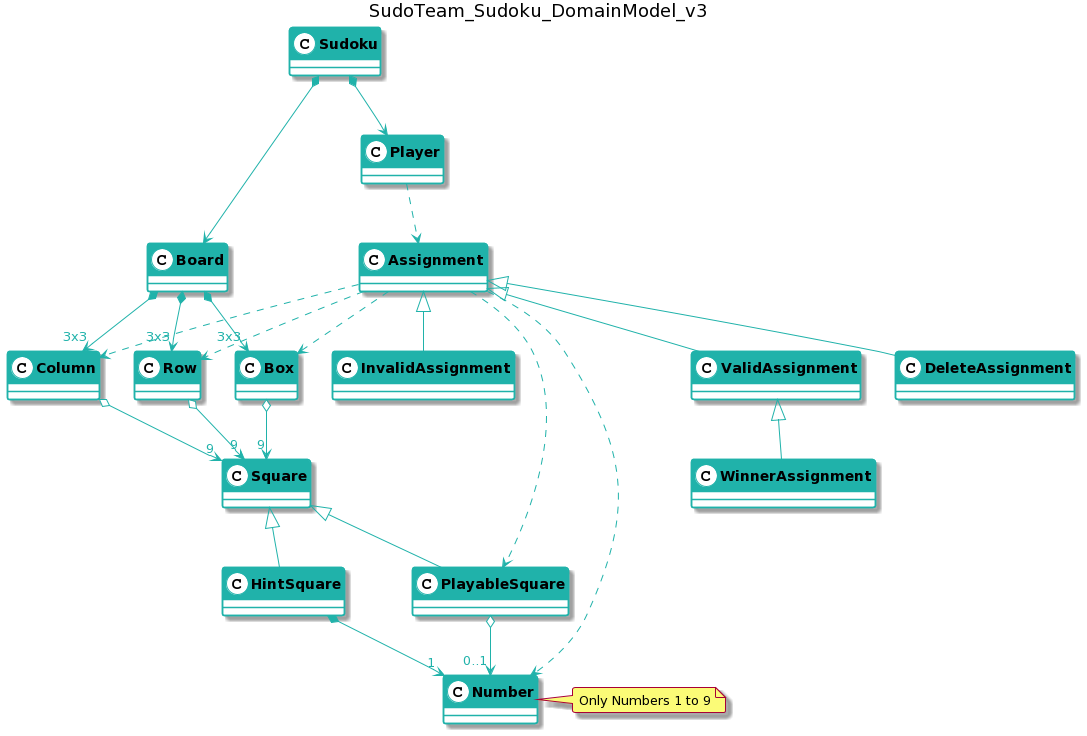 SudoTeam_Sudoku_DomainModel_v3
C Sudoku
C Player
C Board
C Assignment
3x3
3x3
3x3
C Column
C Row
C Box
C InvalidAssignment
C ValidAssignment
C DeleteAssignment
9
9
9
C Square
C WinnerAssignment
C HintSquare
C PlayableSquare
1
0..1
C Number
Only Numbers 1 to 9